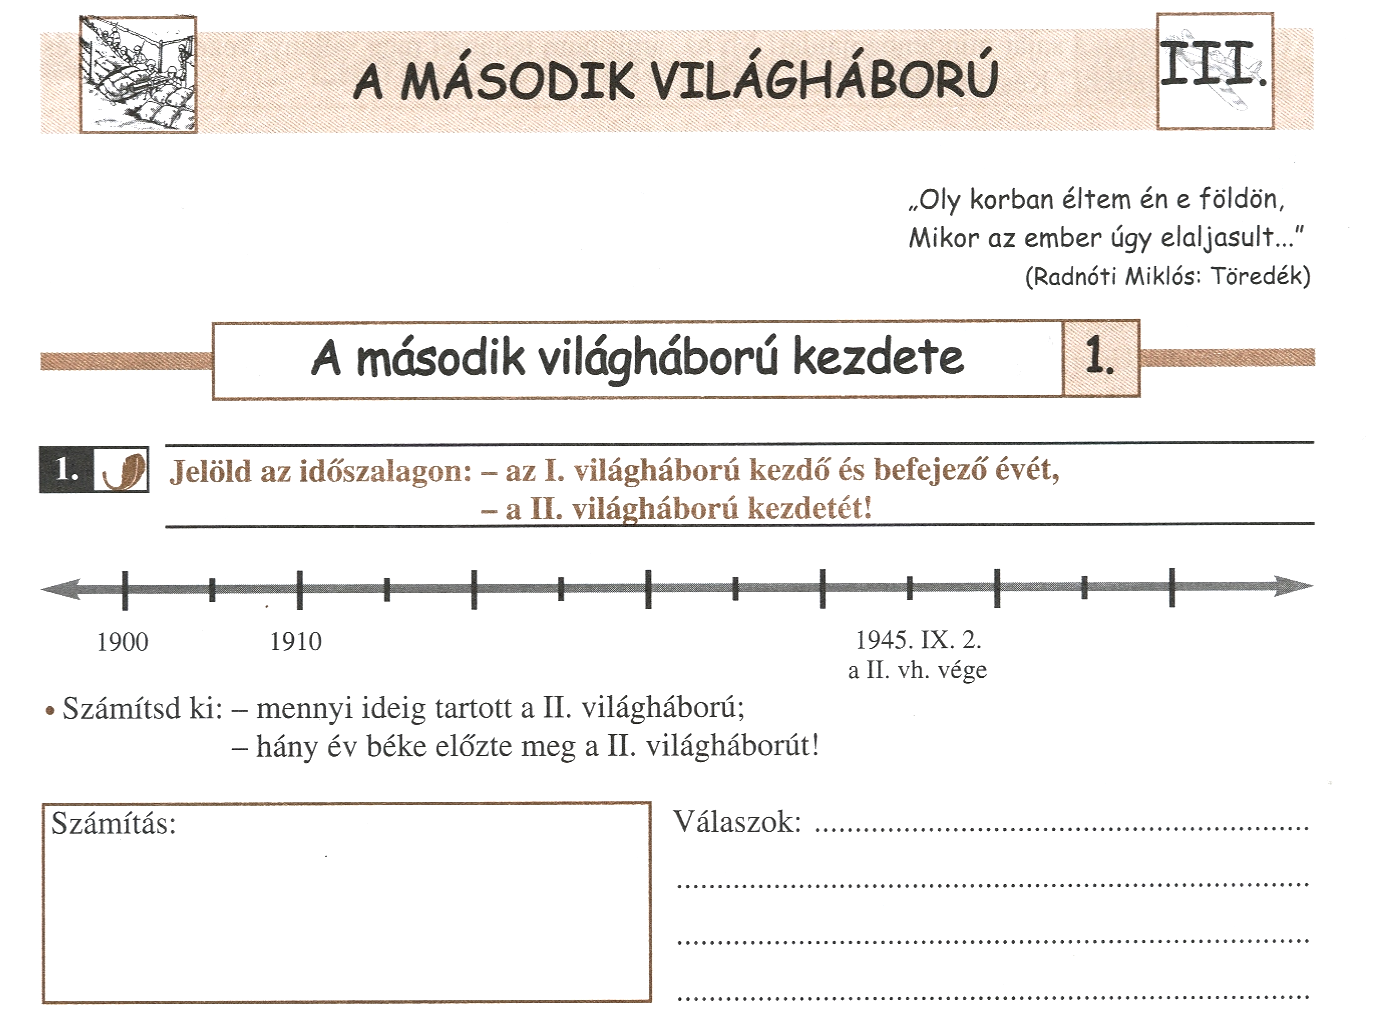 A MÁSODIK VILÁGHÁBORÚ
III.
„Oly korban éltem én e földön,
Mikor az ember úgy elaljasult...”
(Radnóti Miklós: Töredék)
A második világháború kezdete
1.
1.
Jelöld az időszalagon: – az I. világháború kezdő és befejező évét,
– a II. világháború kezdetét!
1900
1910
1945. IX. 2.
a II. vh. vége
• Számítsd ki: – mennyi ideig tartott a II. világháború;
– hány év béke előzte meg a II. világháborút!
Számítás:
Válaszok: